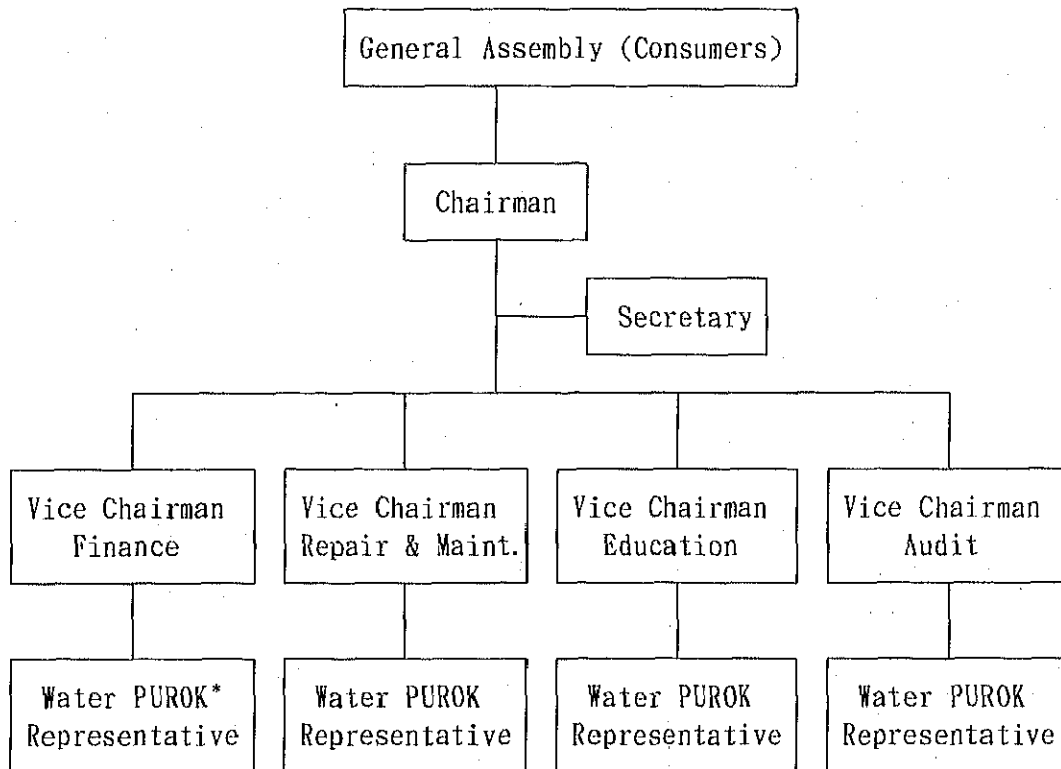 General Assembly (Consumers)
Chairman
Secretary
Vice Chairman
Finance
Vice Chairman
Repair & Maint.
Vice Chairman
Education
Vice Chairman
Audit
Water PUROK*
Representative
Water PUROK
Representative
Water PUROK
Representative
Water PUROK
Representative